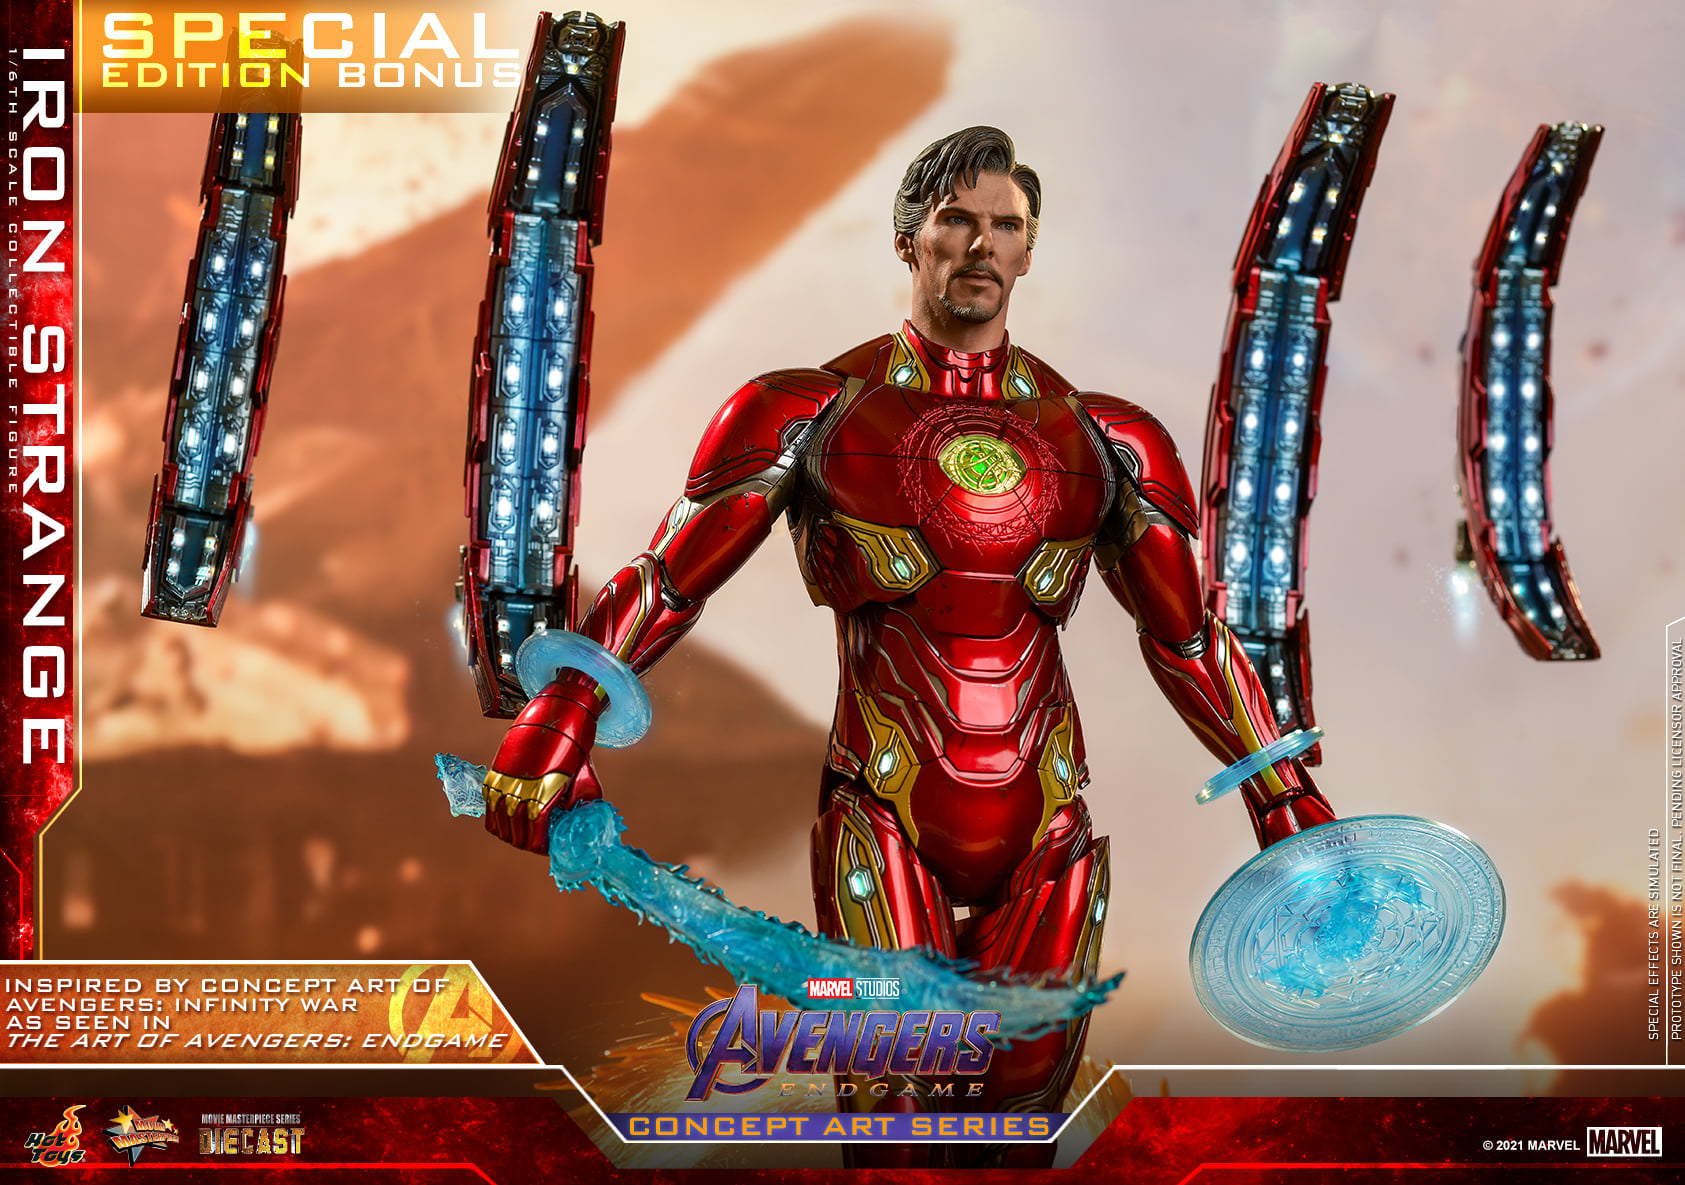 SPECIAL
EDITION BONUS
IRON STRANGE
1/6TH SCALE COLLECTIBLE FIGURE
INSPIRED BY CONCEPT ART OF
AVENGERS: INFINITY WAR
AS SEEN IN
THE ART OF AVENGERS: ENDGAME
MARVEL STUDIOS
AVENGERS
ENDGAME
CONCEPT ART SERIES
SPECIAL EFFECTS ARE SIMULATED
PROTOTYPE SHOWN IS NOT FINAL, PENDING LICENSOR APPROVAL
Hot Toys
MOVIE MASTERPIECE
MOVIE MASTERPIECE SERIES
DIECAST
© 2021 MARVEL MARVEL